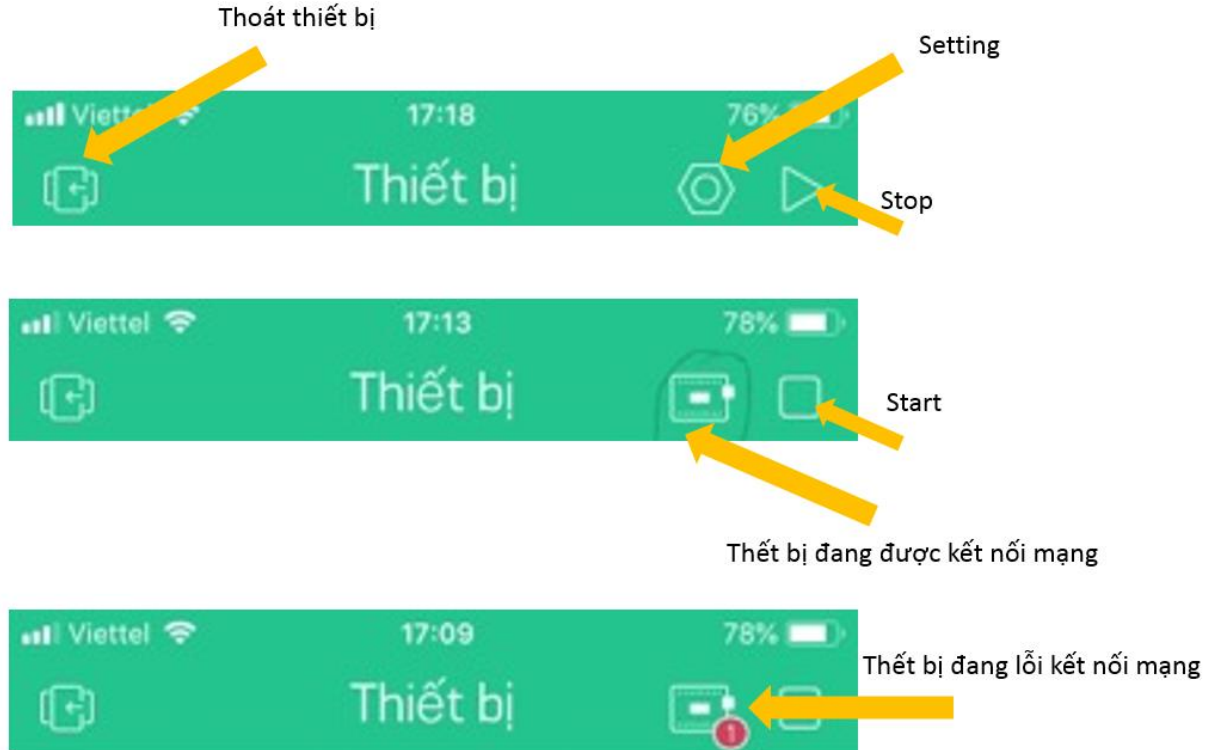 Thoát thiết bị
Setting
Viettel 17:18 76%
Thiết bị
Stop
Viettel 17:13 78%
Thiết bị
Start
Thết bị đang được kết nối mạng
Viettel 17:09 78%
Thết bị đang lỗi kết nối mạng
Thiết bị
1